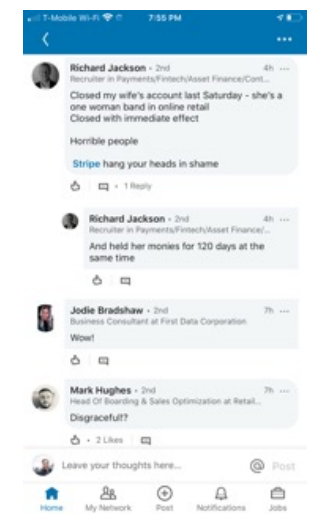 T-Mobile Wi-Fi
7:55 PM
Richard Jackson • 2nd
4h
Recruiter in Payments/Fintech/Asset Finance/Cont...
Closed my wife's account last Saturday - she's a
one woman band in online retail
Closed with immediate effect
Horrible people
Stripe hang your heads in shame
1 Reply
Richard Jackson • 2nd
4h
Recruiter in Payments/Fintech/Asset Finance/...
And held her monies for 120 days at the
same time
Jodie Bradshaw • 2nd
7h
Business Consultant at First Data Corporation
Wow!
Mark Hughes • 2nd
7h
Head Of Boarding & Sales Optimization at Retail...
Disgraceful!?
2 Likes
Leave your thoughts here...
@ Post
Home
My Network
Post
Notifications
Jobs